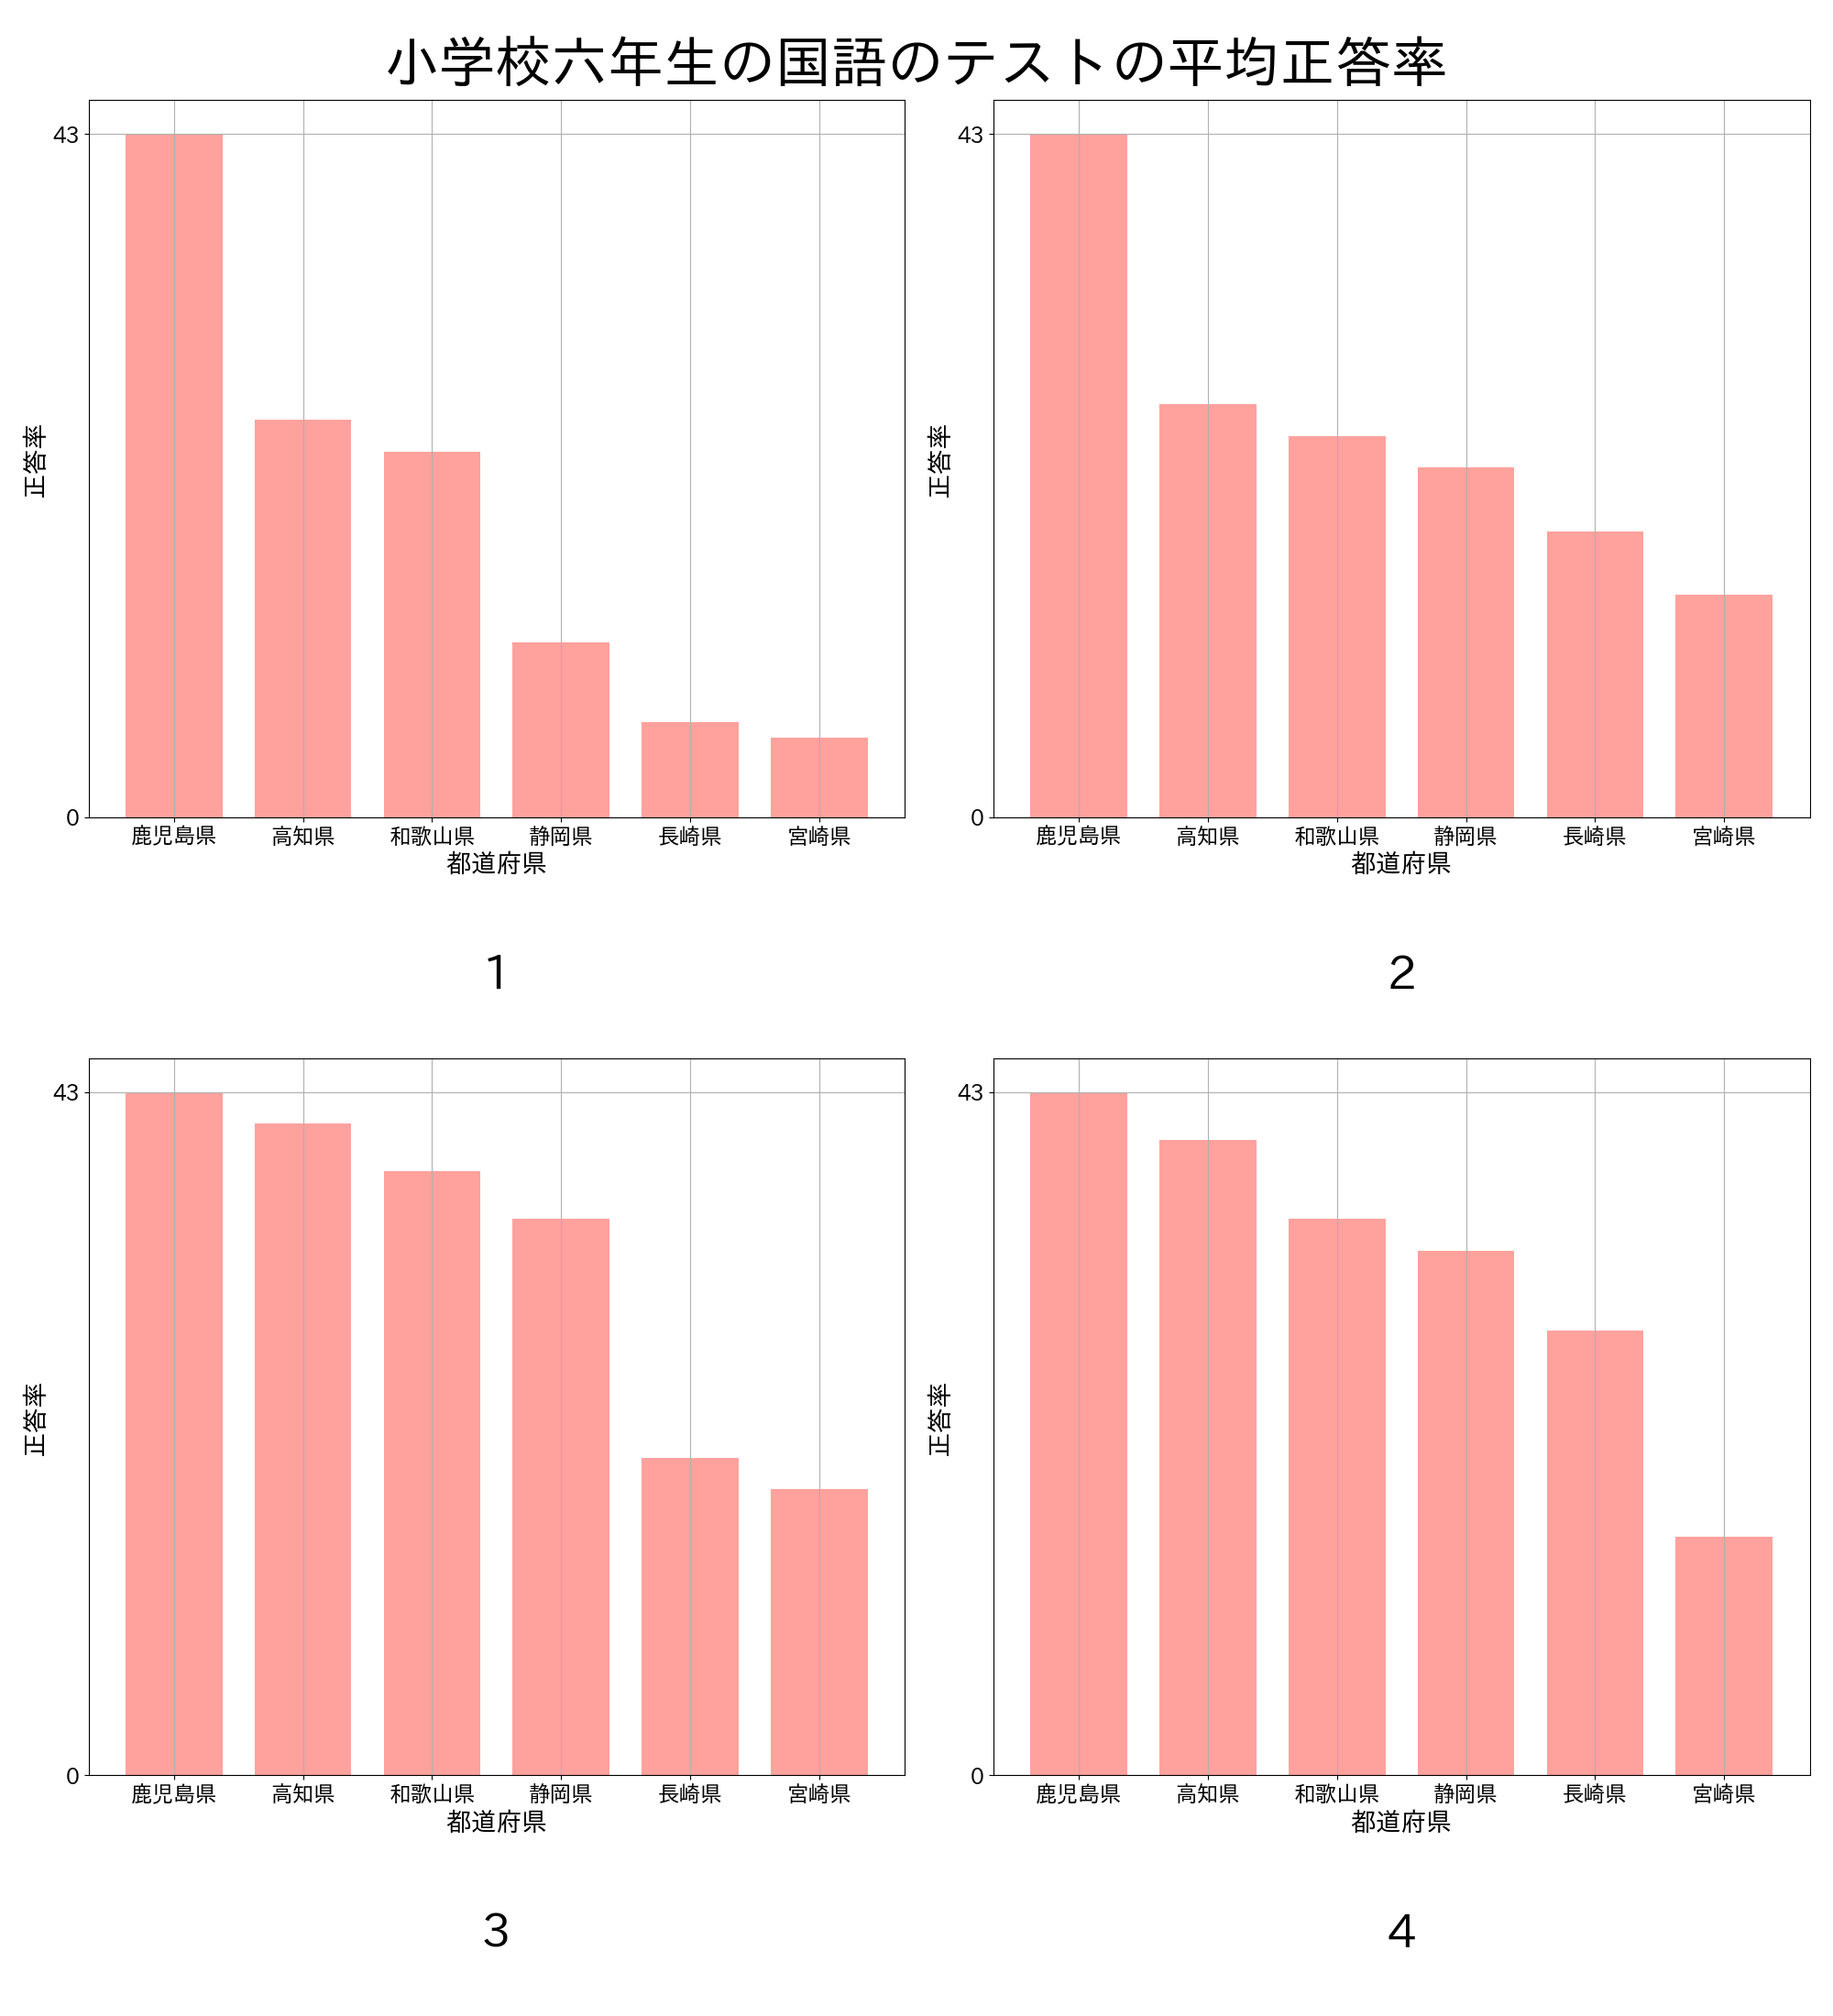 小学校六年生の国語のテストの平均正答率
43
0
正答率
鹿児島県 高知県 和歌山県 静岡県 長崎県 宮崎県
都道府県
1
43
0
正答率
鹿児島県 高知県 和歌山県 静岡県 長崎県 宮崎県
都道府県
2
43
0
正答率
鹿児島県 高知県 和歌山県 静岡県 長崎県 宮崎県
都道府県
3
43
0
正答率
鹿児島県 高知県 和歌山県 静岡県 長崎県 宮崎県
都道府県
4